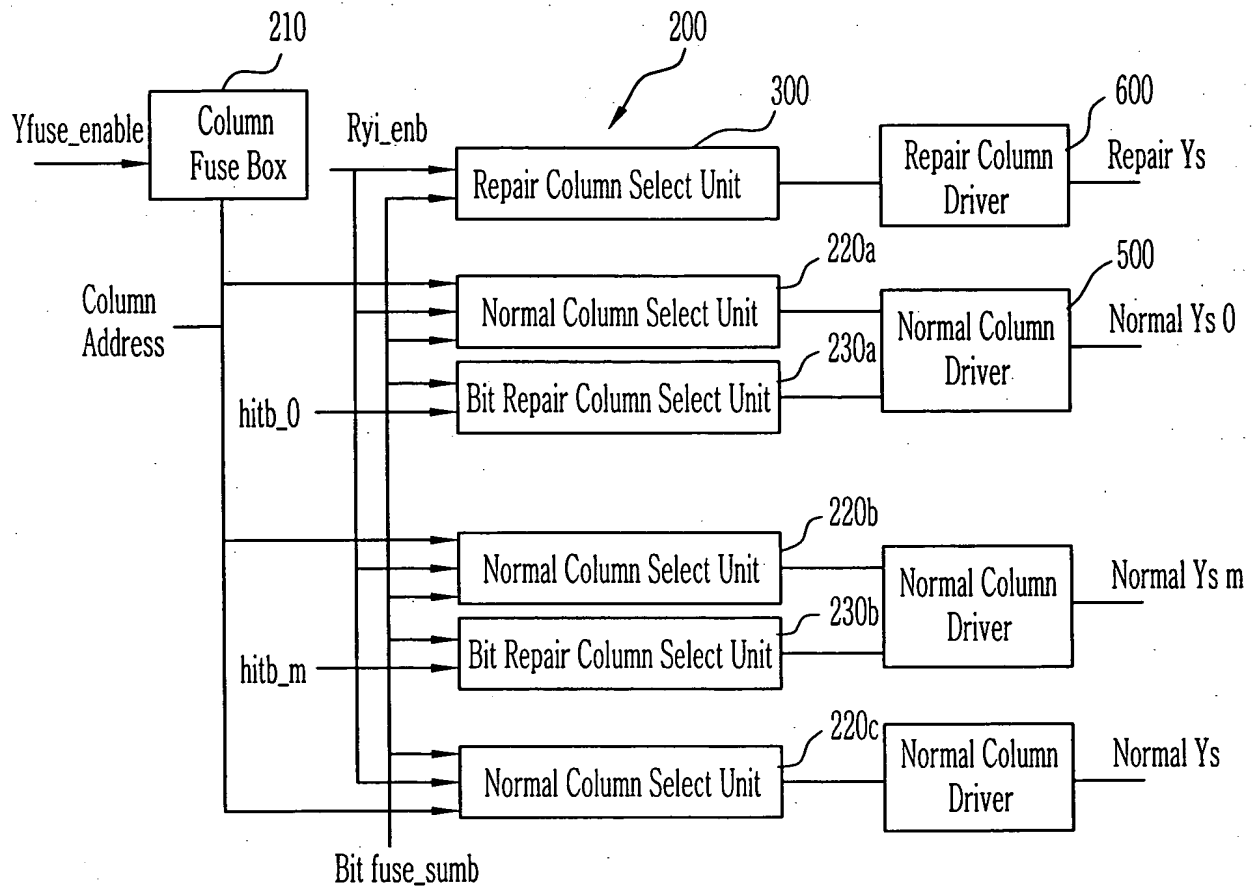 210
200
300
600
Yfuse_enable
Column
Fuse Box
Ryi_enb
Repair Column Select Unit
Repair Column
Driver
Repair Ys
220a
500
Column
Address
Normal Column Select Unit
Normal Column
Driver
Normal Ys 0
230a
hitb_0
Bit Repair Column Select Unit
220b
Normal Column Select Unit
Normal Column
Driver
Normal Ys m
230b
hitb_m
Bit Repair Column Select Unit
220c
Normal Column Select Unit
Normal Column
Driver
Normal Ys
Bit fuse_sumb